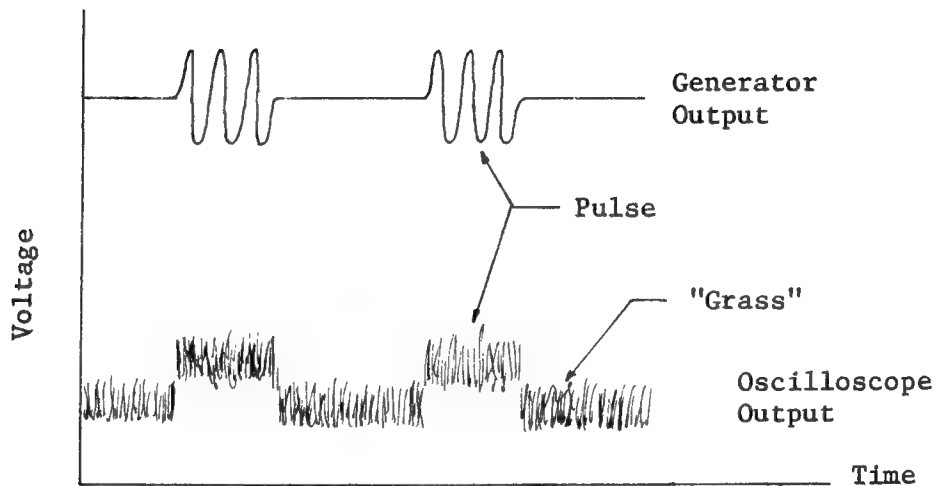 Generator
Output
Pulse
Voltage
"Grass"
Oscilloscope
Output
Time